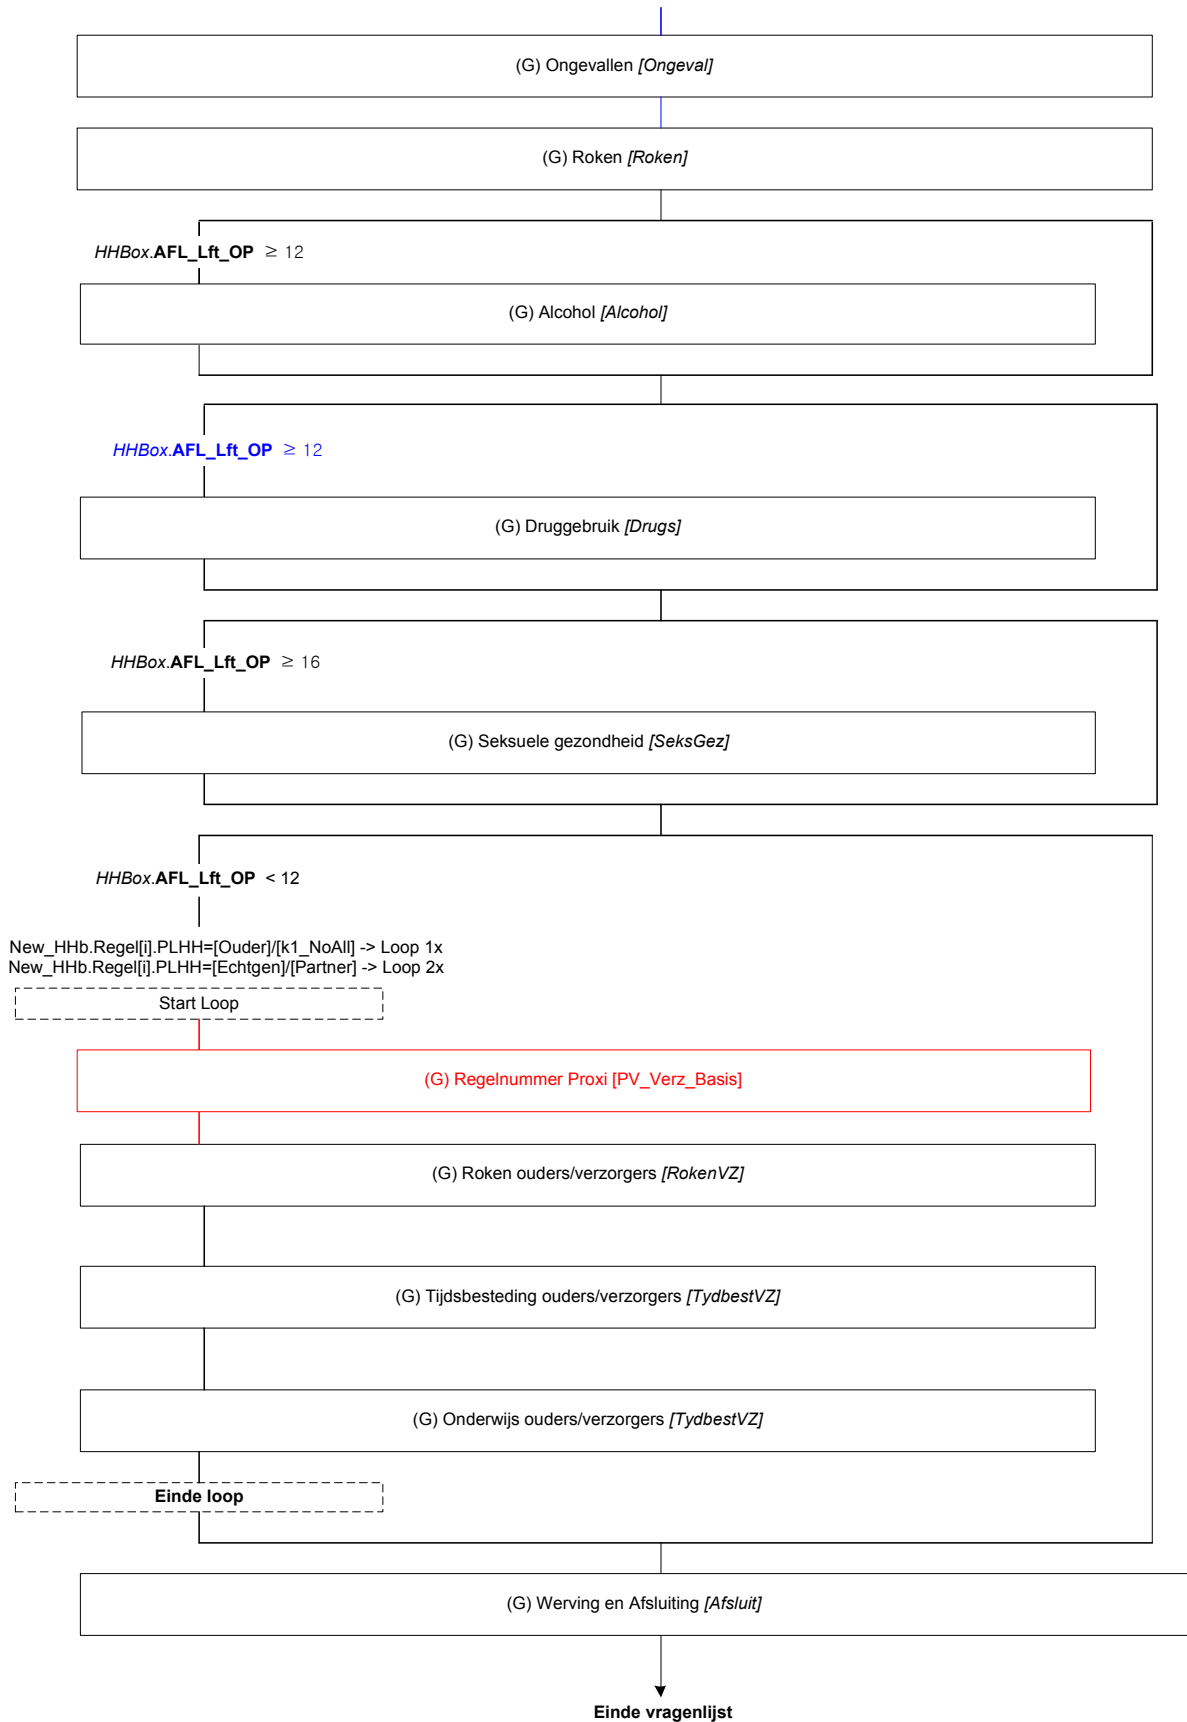 (G) Ongevallen [Ongeval]
(G) Roken [Roken]
HHBox.AFL_Lft_OP ≥ 12
(G) Alcohol [Alcohol]
HHBox.AFL_Lft_OP ≥ 12
(G) Druggebruik [Drugs]
HHBox.AFL_Lft_OP ≥ 16
(G) Seksuele gezondheid [SeksGez]
HHBox.AFL_Lft_OP < 12
New_HHb.Regel[i].PLHH=[Ouder]/[k1_NoAll] -> Loop 1x
New_HHb.Regel[i].PLHH=[Echtgen]/[Partner] -> Loop 2x
Start Loop
(G) Regelnummer Proxi [PV_Verz_Basis]
(G) Roken ouders/verzorgers [RokenVZ]
(G) Tijdsbesteding ouders/verzorgers [TydbestVZ]
(G) Onderwijs ouders/verzorgers [TydbestVZ]
Einde loop
(G) Werving en Afsluiting [Afsluit]
Einde vragenlijst